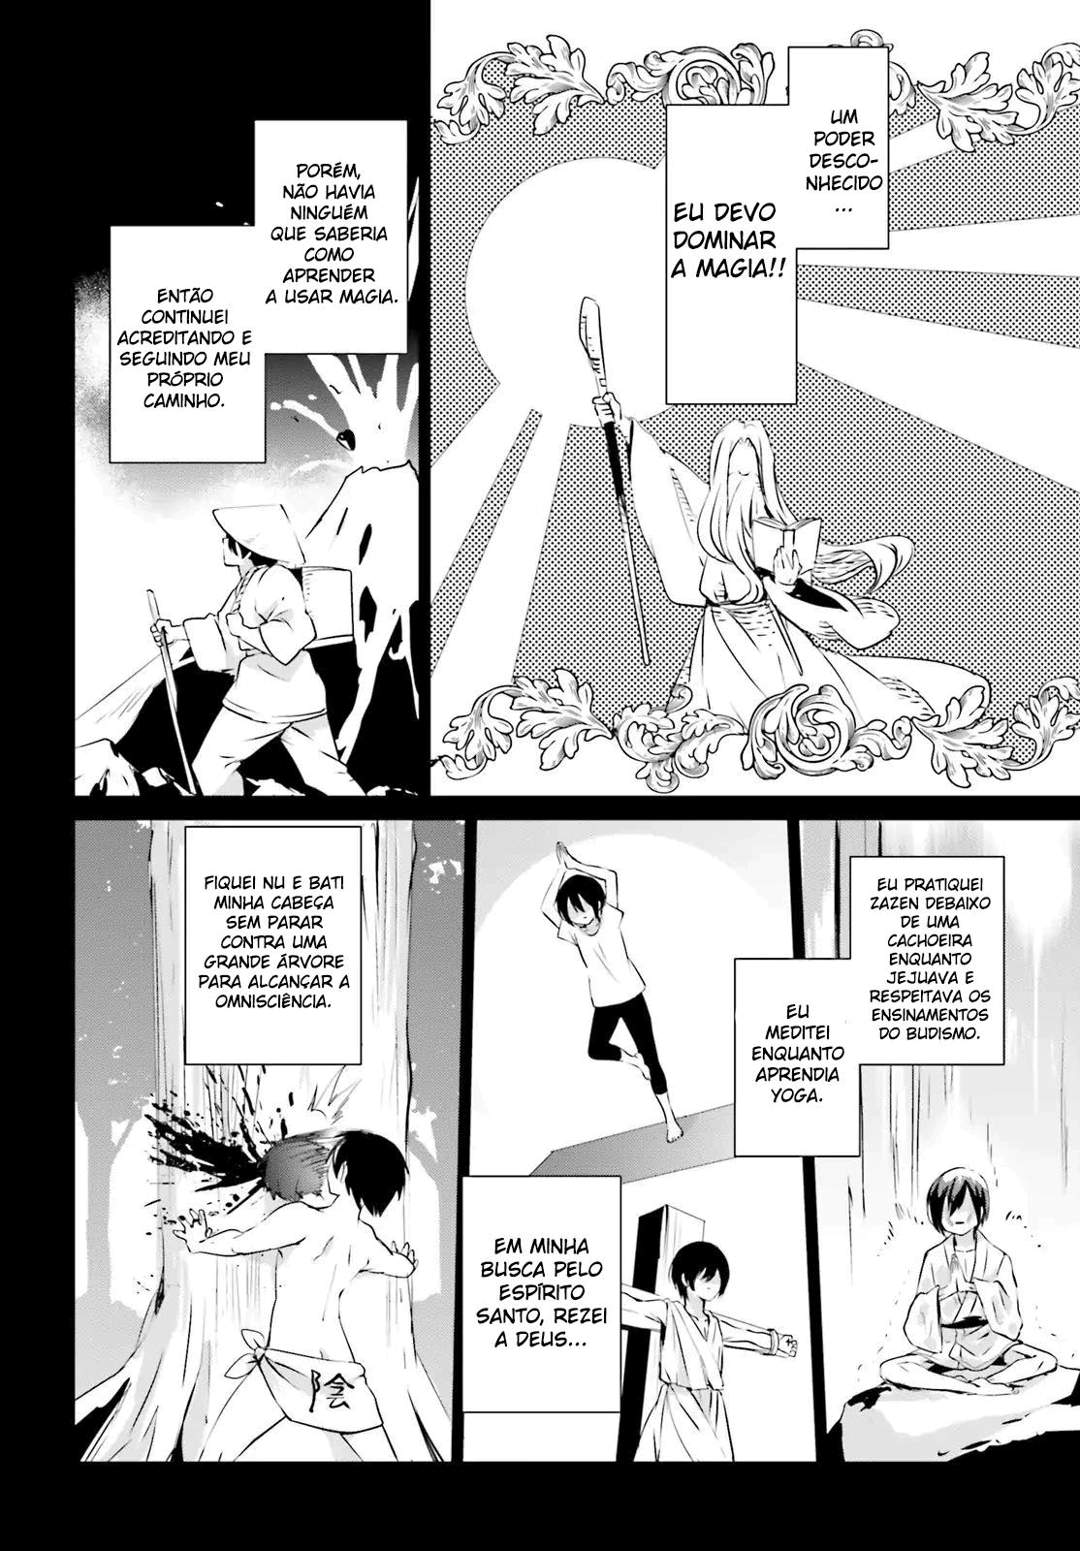 UM
PODER
DESCO-
NHECIDO
...
EU DEVO
DOMINAR
A MAGIA!!
PORÉM,
NÃO HAVIA
NINGUÉM
QUE SABERIA
COMO
APRENDER
A USAR MAGIA.
ENTÃO
CONTINUEI
ACREDITANDO E
SEGUINDO MEU
PRÓPRIO
CAMINHO.
EU PRATIQUEI
ZAZEN DEBAIXO
DE UMA
CACHOEIRA
ENQUANTO
JEJUAVA E
RESPEITAVA OS
ENSINAMENTOS
DO BUDISMO.
EU
MEDITEI
ENQUANTO
APRENDIA
YOGA.
EM MINHA
BUSCA PELO
ESPÍRITO
SANTO, REZEI
A DEUS...
FIQUEI NU E BATI
MINHA CABEÇA
SEM PARAR
CONTRA UMA
GRANDE ÁRVORE
PARA ALCANÇAR A
OMNISCIÊNCIA.
陰